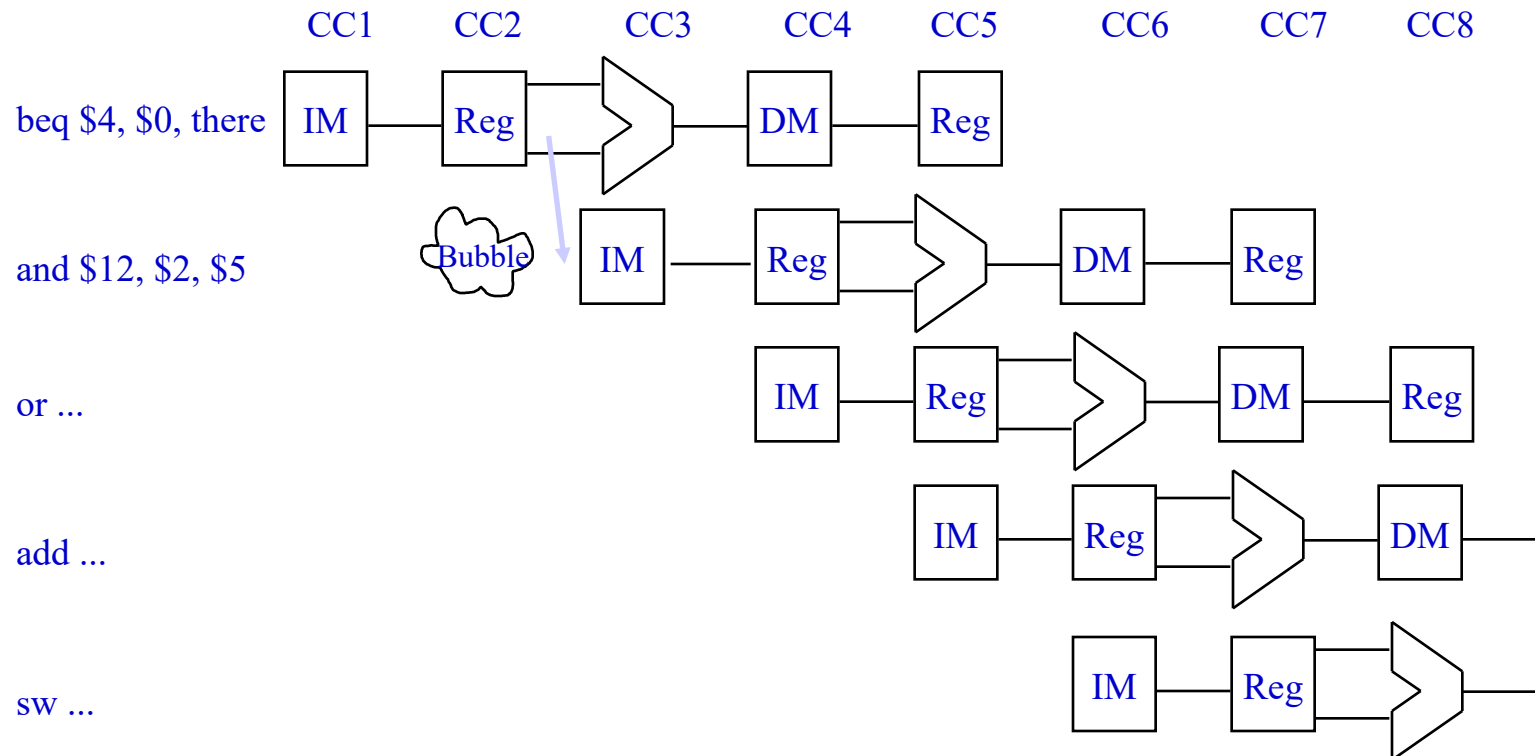 CC1 CC2 CC3 CC4 CC5 CC6 CC7 CC8
beq $4, $0, there IM Reg DM Reg
and $12, $2, $5 Bubble IM Reg DM Reg
or ... IM Reg DM Reg
add ... IM Reg DM
sw ... IM Reg